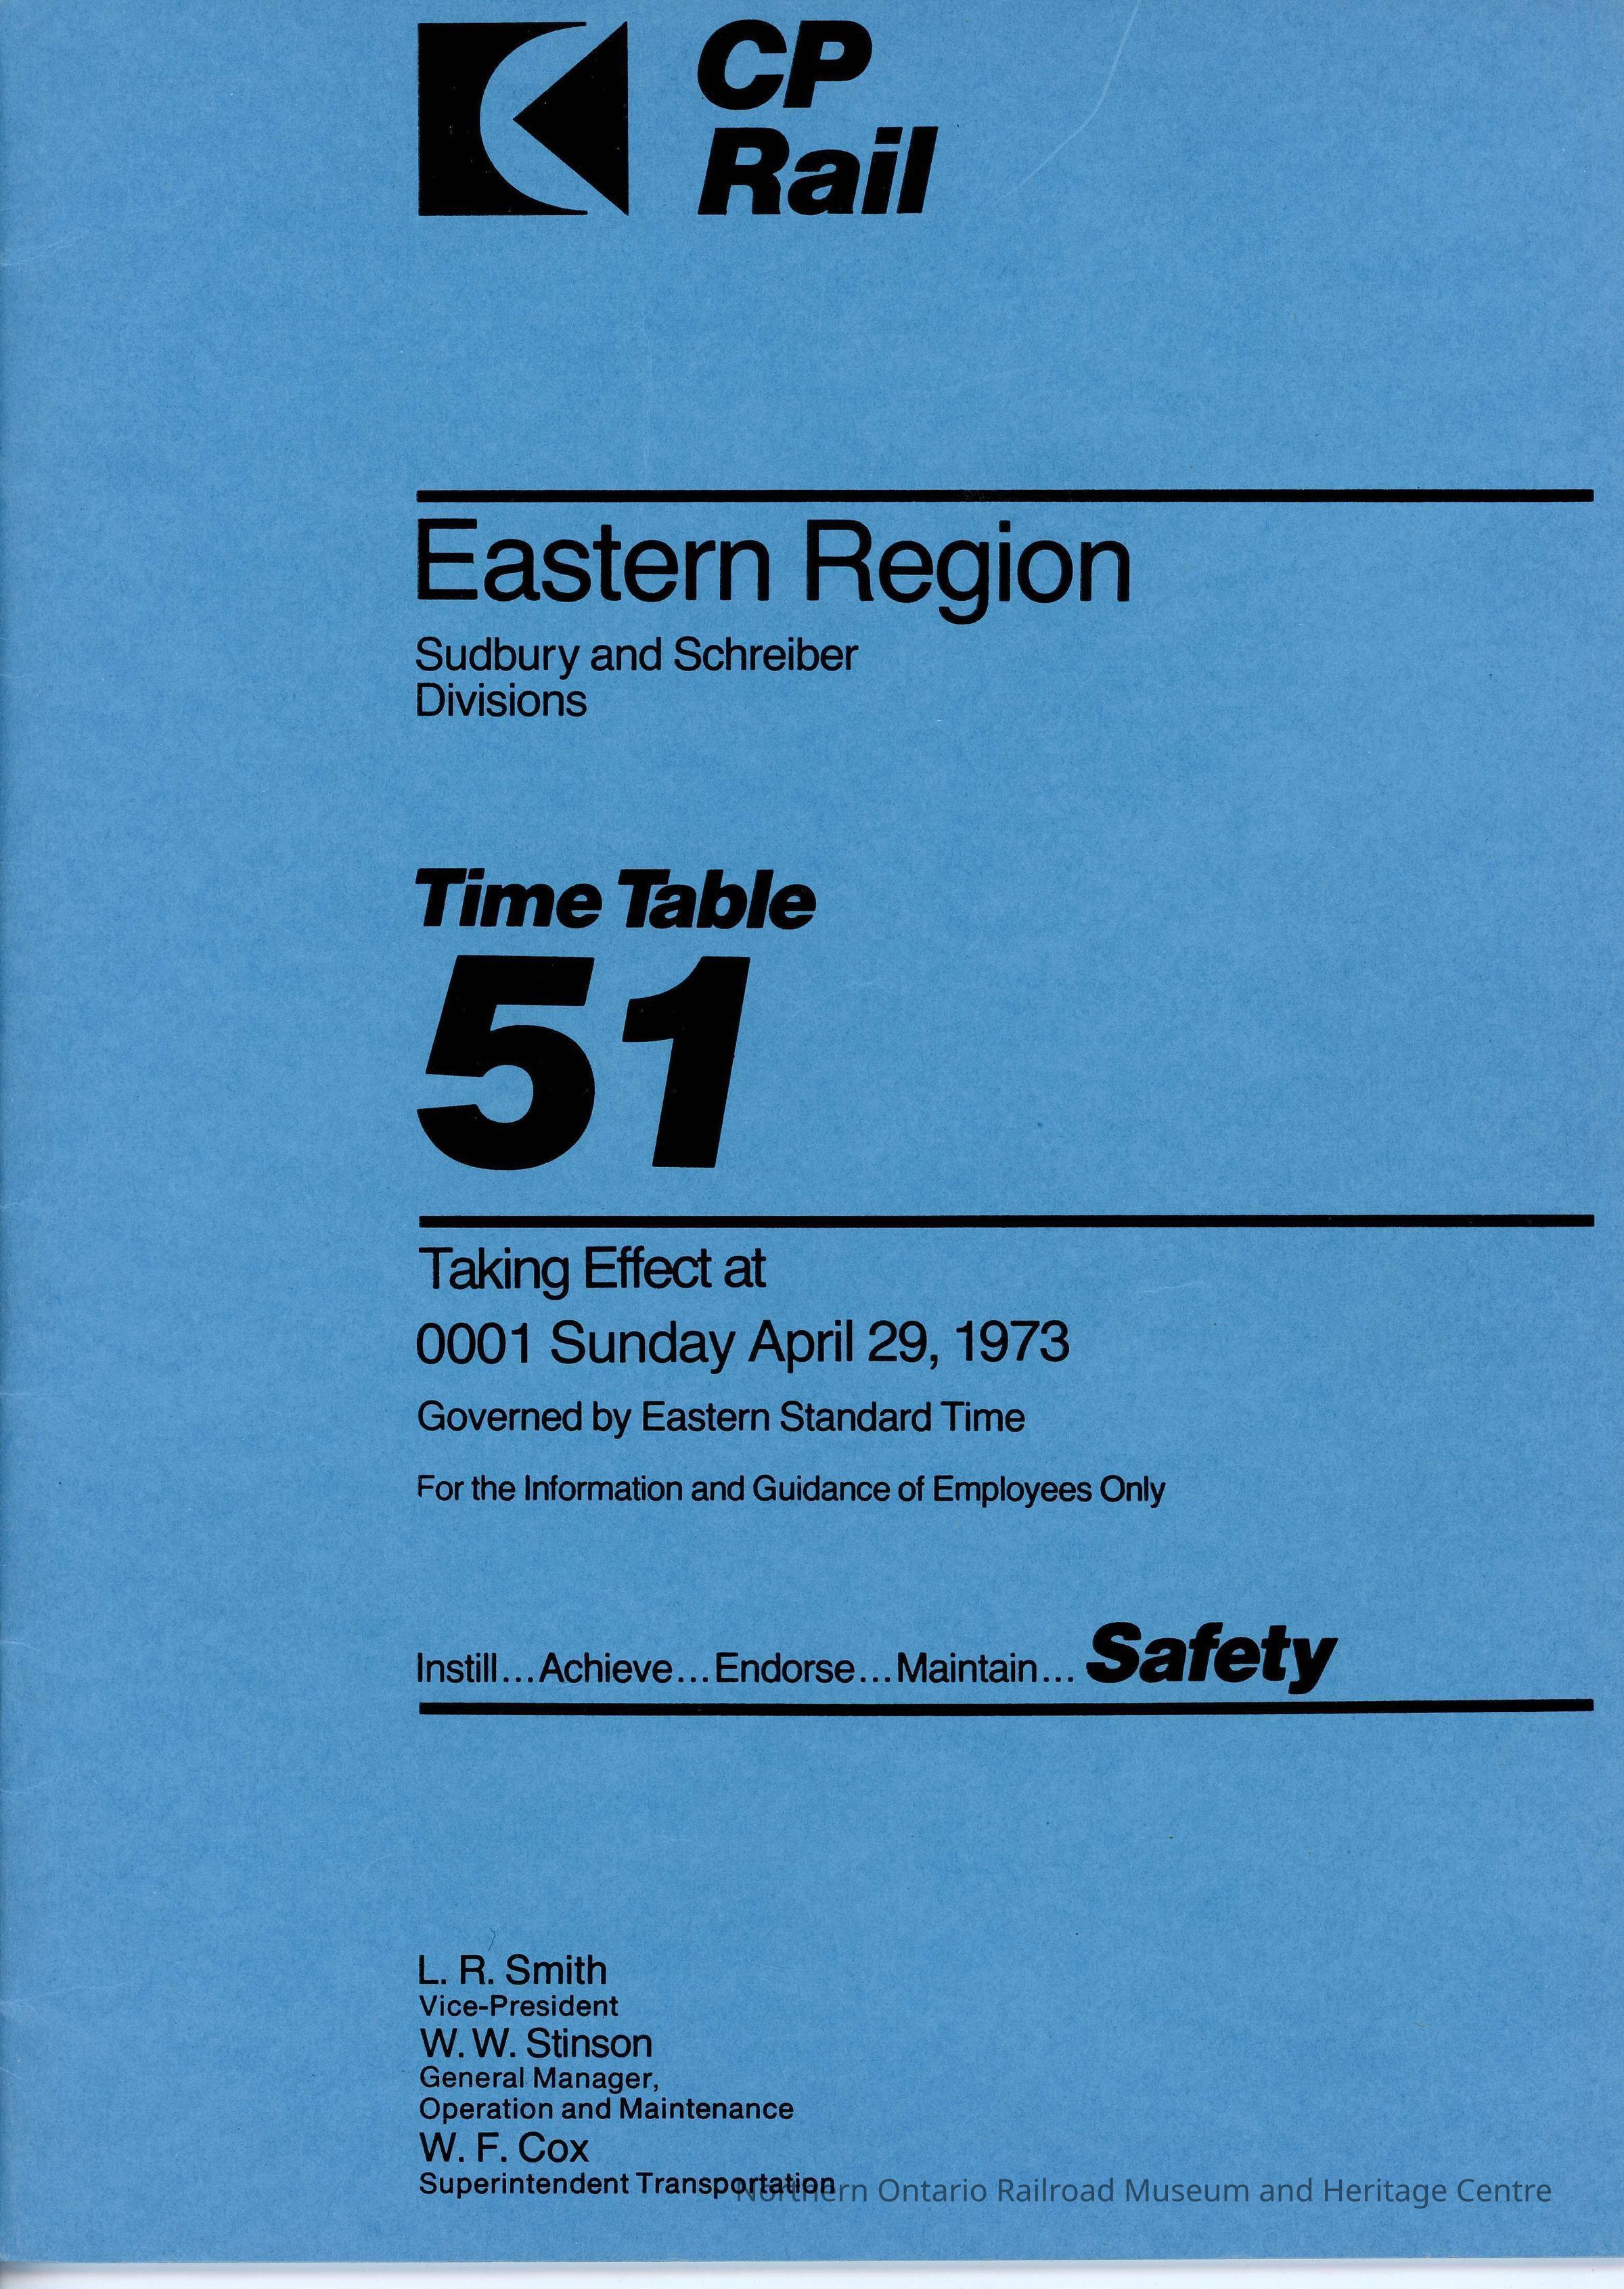 CP
Rail
Eastern Region
Sudbury and Schreiber
Divisions
Time Table
51
Taking Effect at
0001 Sunday April 29, 1973
Governed by Eastern Standard Time
For the Information and Guidance of Employees Only
Instill...Achieve...Endorse...Maintain...Safety
L. R. Smith
Vice-President
W. W. Stinson
General Manager,
Operation and Maintenance
W. F. Cox
Superintendent Transportation
Northern Ontario Railroad Museum and Heritage Centre